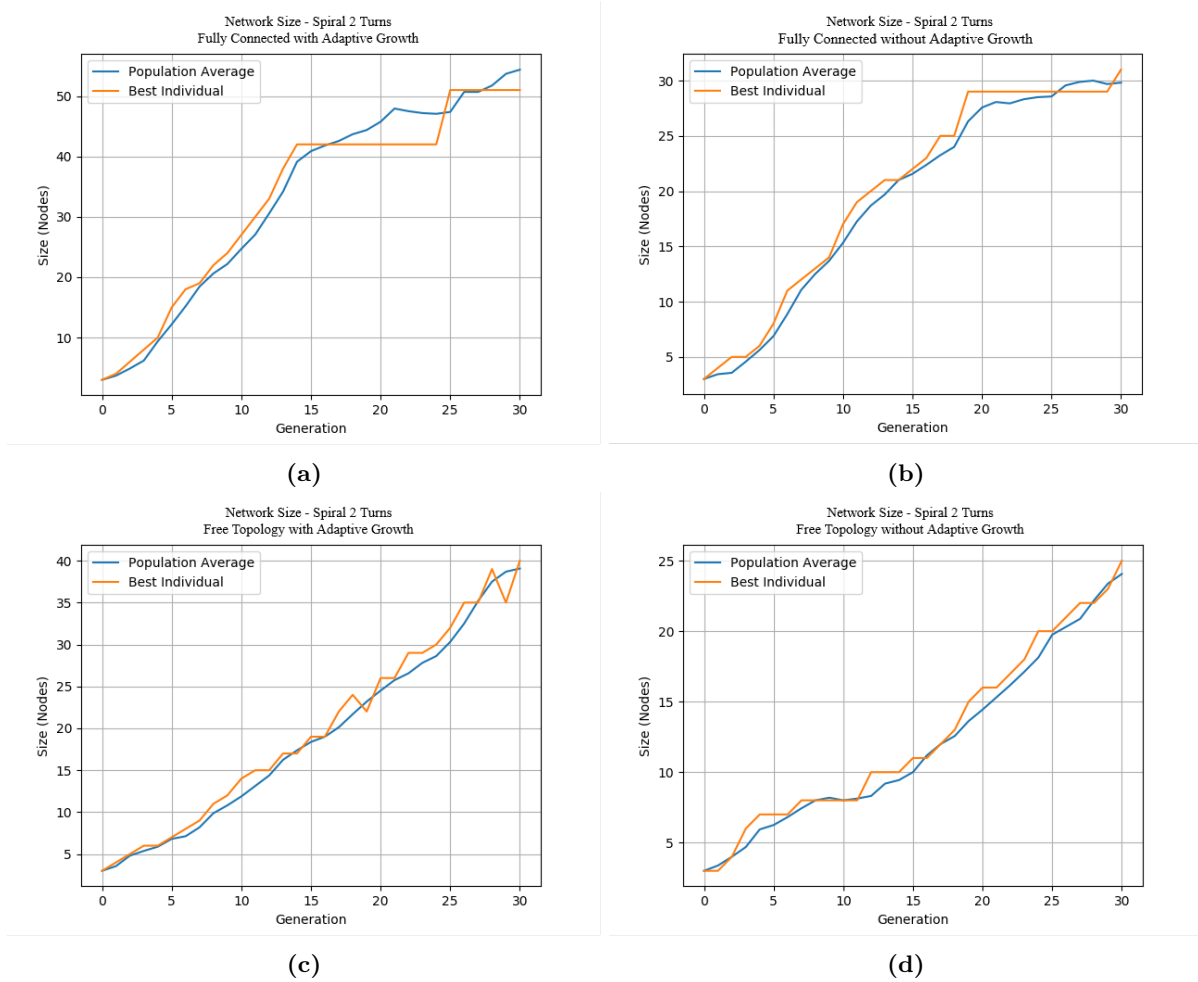 Network Size - Spiral 2 Turns
Fully Connected with Adaptive Growth
Population Average
Best Individual
50
40
30
20
10
Size (Nodes)
0 5 10 15 20 25 30
Generation
(a)
Network Size - Spiral 2 Turns
Fully Connected without Adaptive Growth
Population Average
Best Individual
30
25
20
15
10
5
Size (Nodes)
0 5 10 15 20 25 30
Generation
(b)
Network Size - Spiral 2 Turns
Free Topology with Adaptive Growth
Population Average
Best Individual
40
35
30
25
20
15
10
5
Size (Nodes)
0 5 10 15 20 25 30
Generation
(c)
Network Size - Spiral 2 Turns
Free Topology without Adaptive Growth
Population Average
Best Individual
25
20
15
10
5
Size (Nodes)
0 5 10 15 20 25 30
Generation
(d)